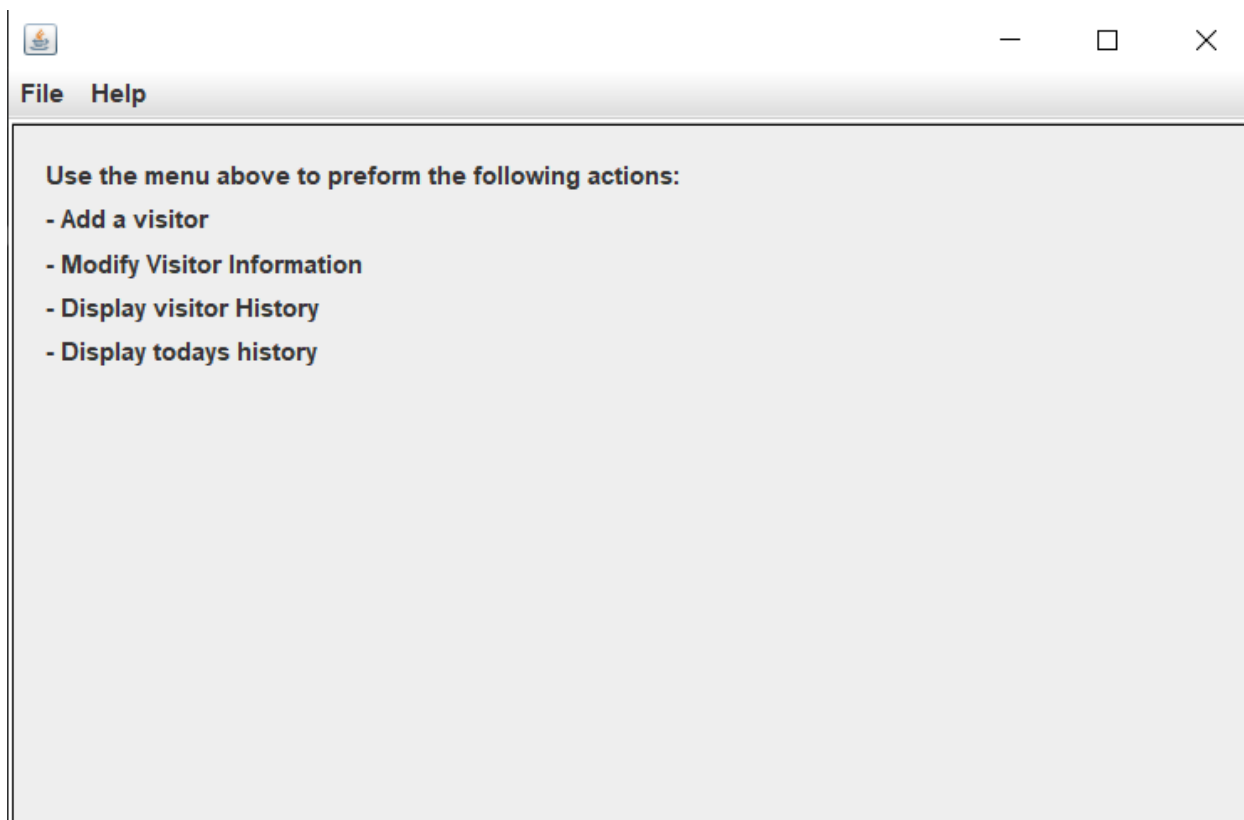 File Help
Use the menu above to preform the following actions:
- Add a visitor
- Modify Visitor Information
- Display visitor History
- Display todays history